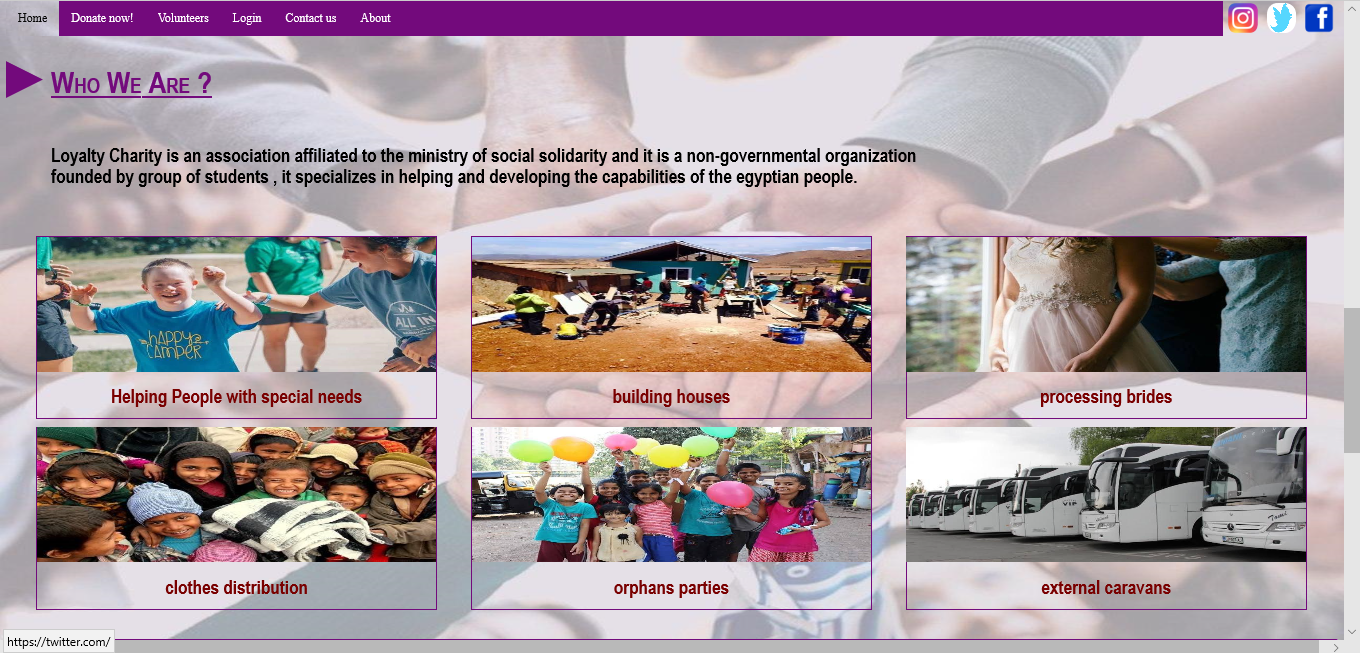 Home Donate now! Volunteers Login Contact us About
Who We Are ?
Loyalty Charity is an association affiliated to the ministry of social solidarity and it is a non-governmental organization
founded by group of students , it specializes in helping and developing the capabilities of the egyptian people.
HAPPY
CAMPER
ALL IN
Helping People with special needs
building houses
processing brides
VIP
clothes distribution
orphans parties
external caravans
https://twitter.com/